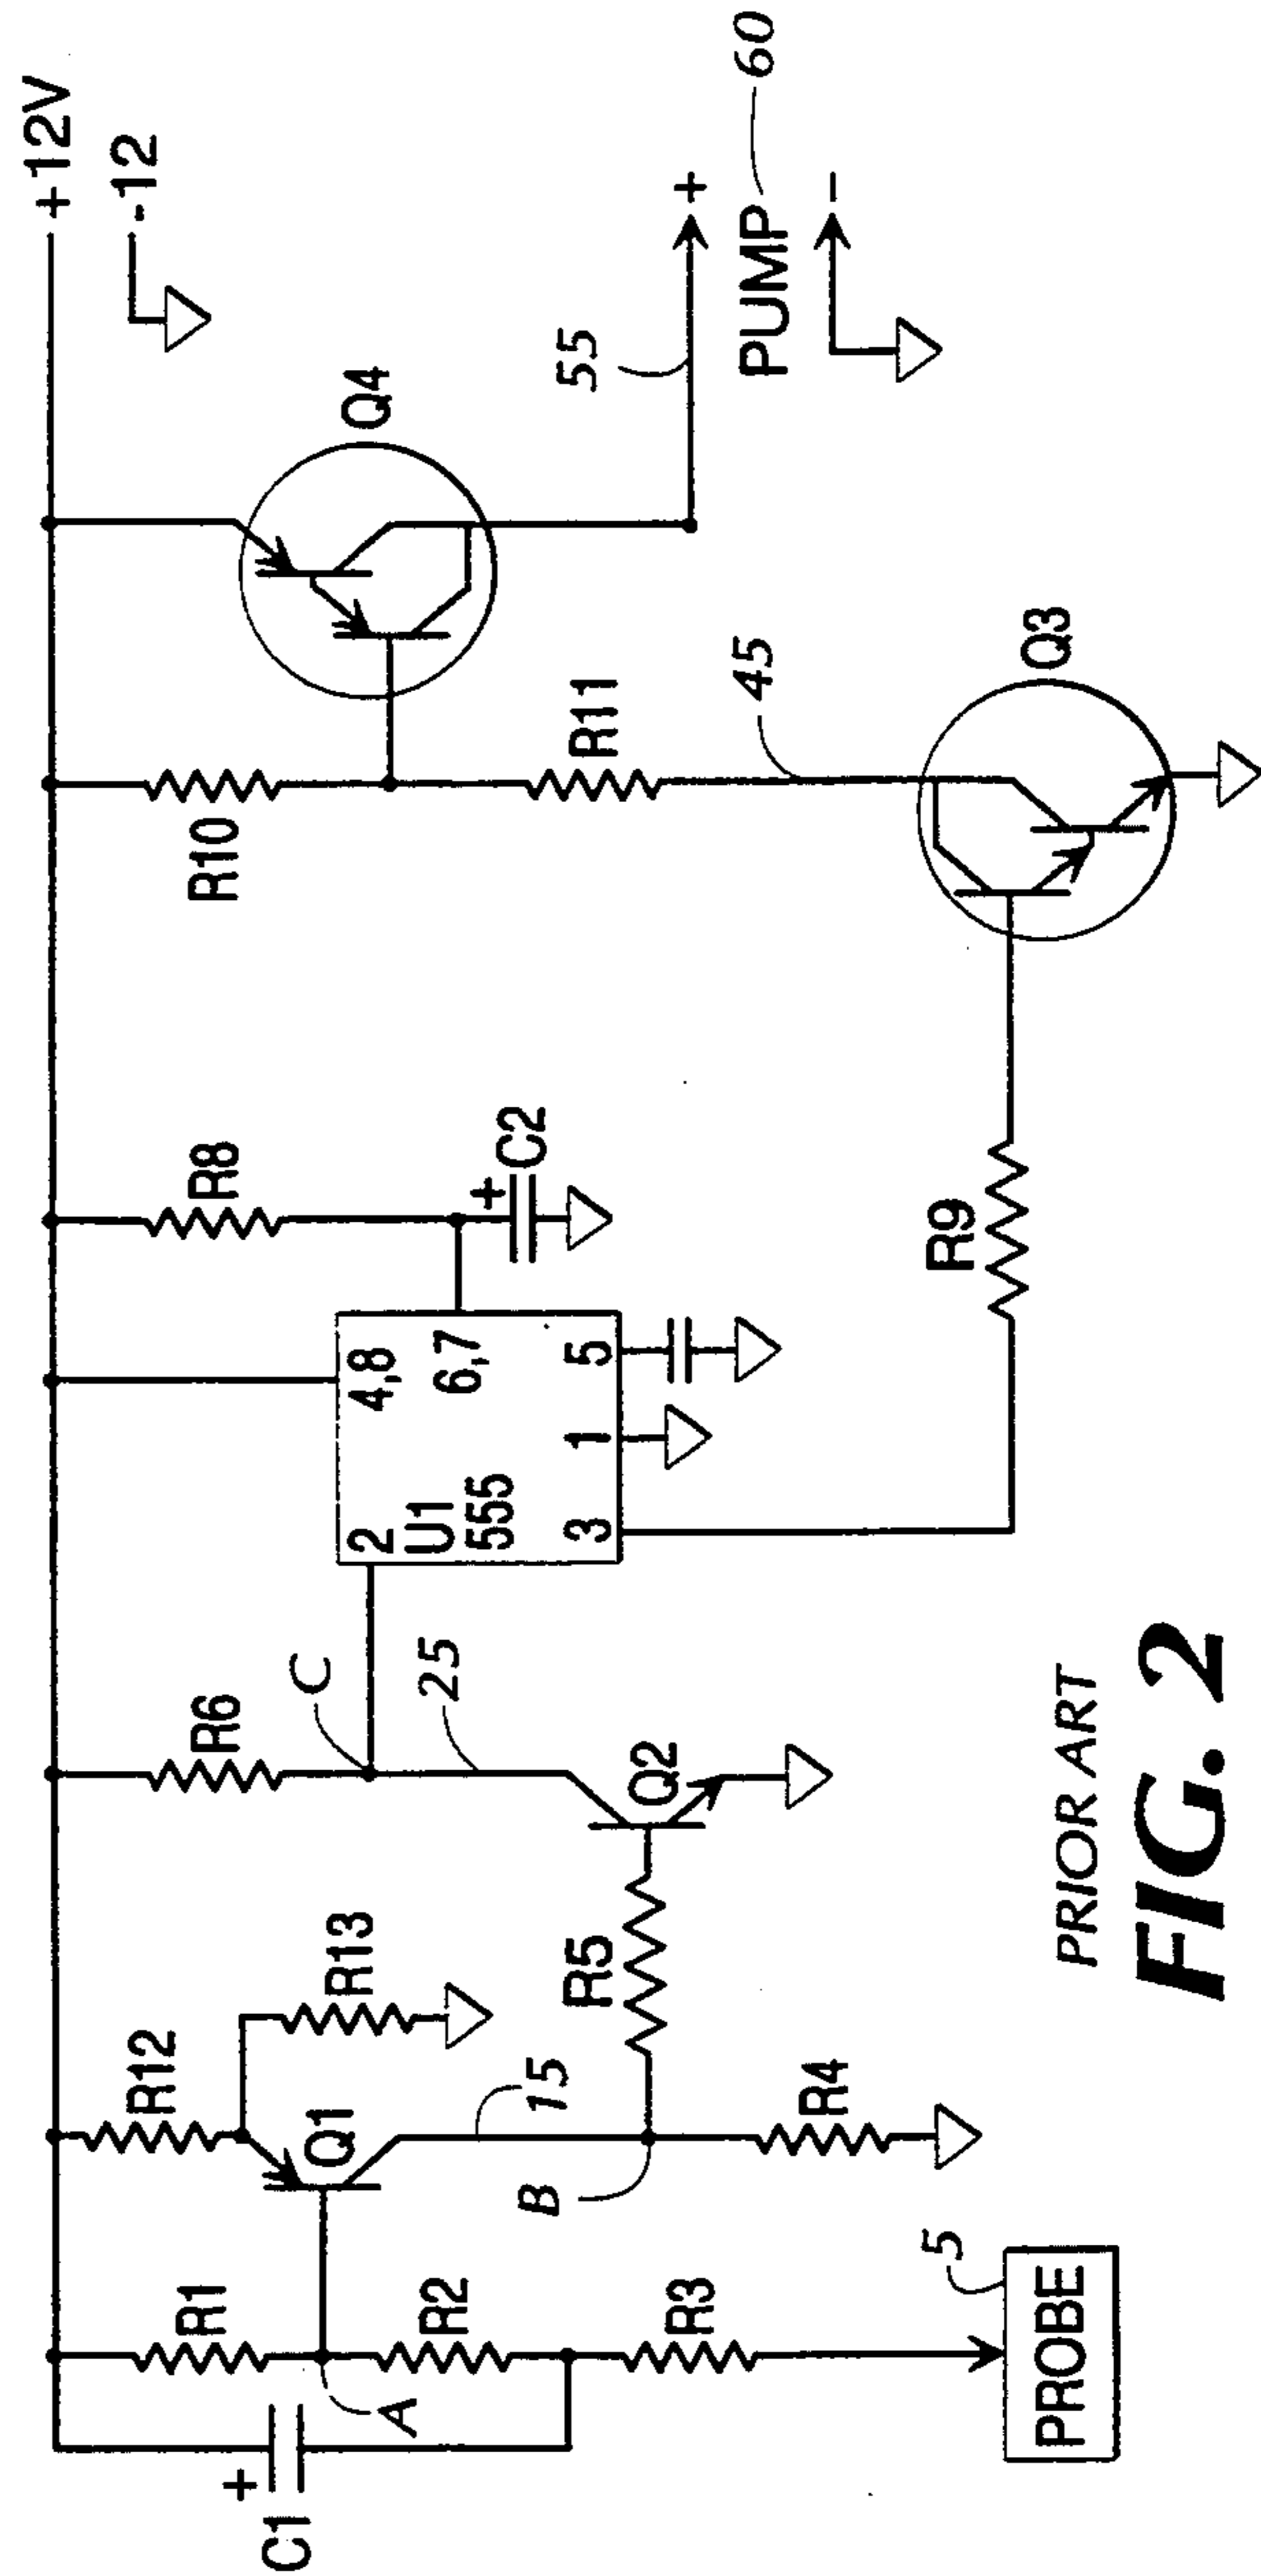 +12V
-12
C1
+
R1
A
R2
R3
PROBE
5
R12
Q1
R13
15
B
R4
R5
R6
C
25
Q2
2
4,8
U1
555
6,7
3
1
5
R8
+
C2
R9
R10
R11
45
Q3
Q4
55
+
PUMP
60
-
PRIOR ART
FIG. 2